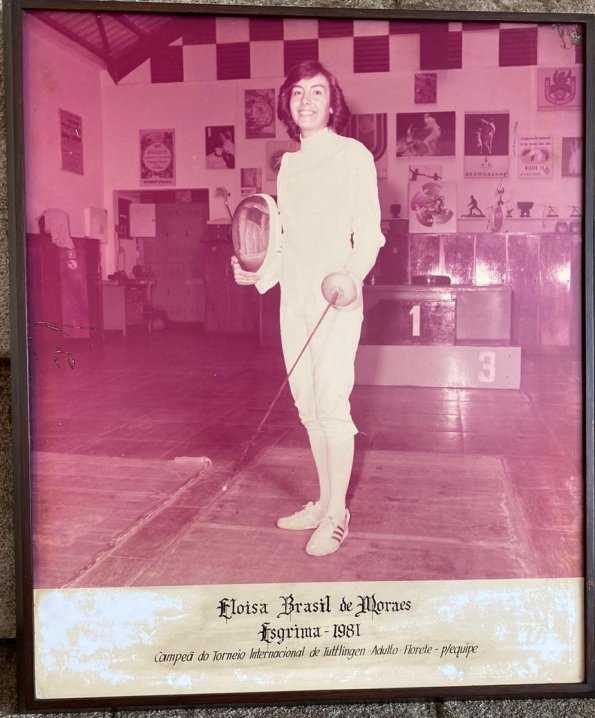 1
3
Eloisa Brasil de Moraes
Esgrima - 1981
Campeã do Torneio Internacional de Tuttlingen - Adulto - Florete - p/equipe